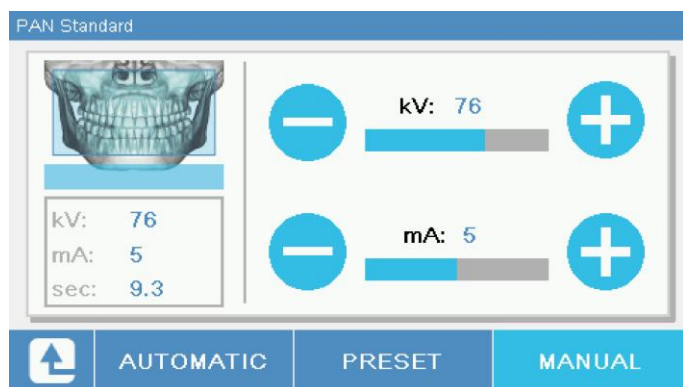 PAN Standard
kV: 76
mA: 5
kV: 76
mA: 5
sec: 9.3
AUTOMATIC PRESET MANUAL